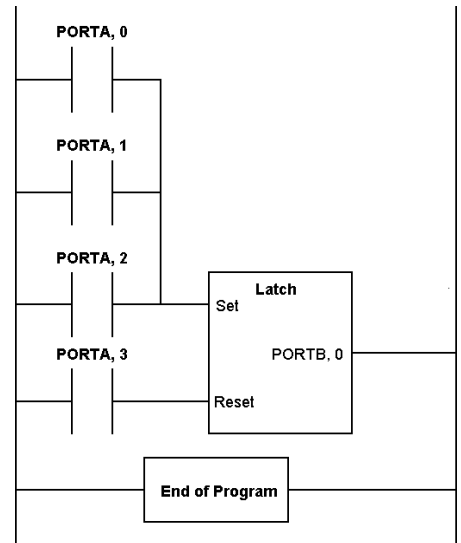 PORTA, 0
PORTA, 1
PORTA, 2
Latch
Set
PORTA, 3
PORTB, 0
Reset
End of Program